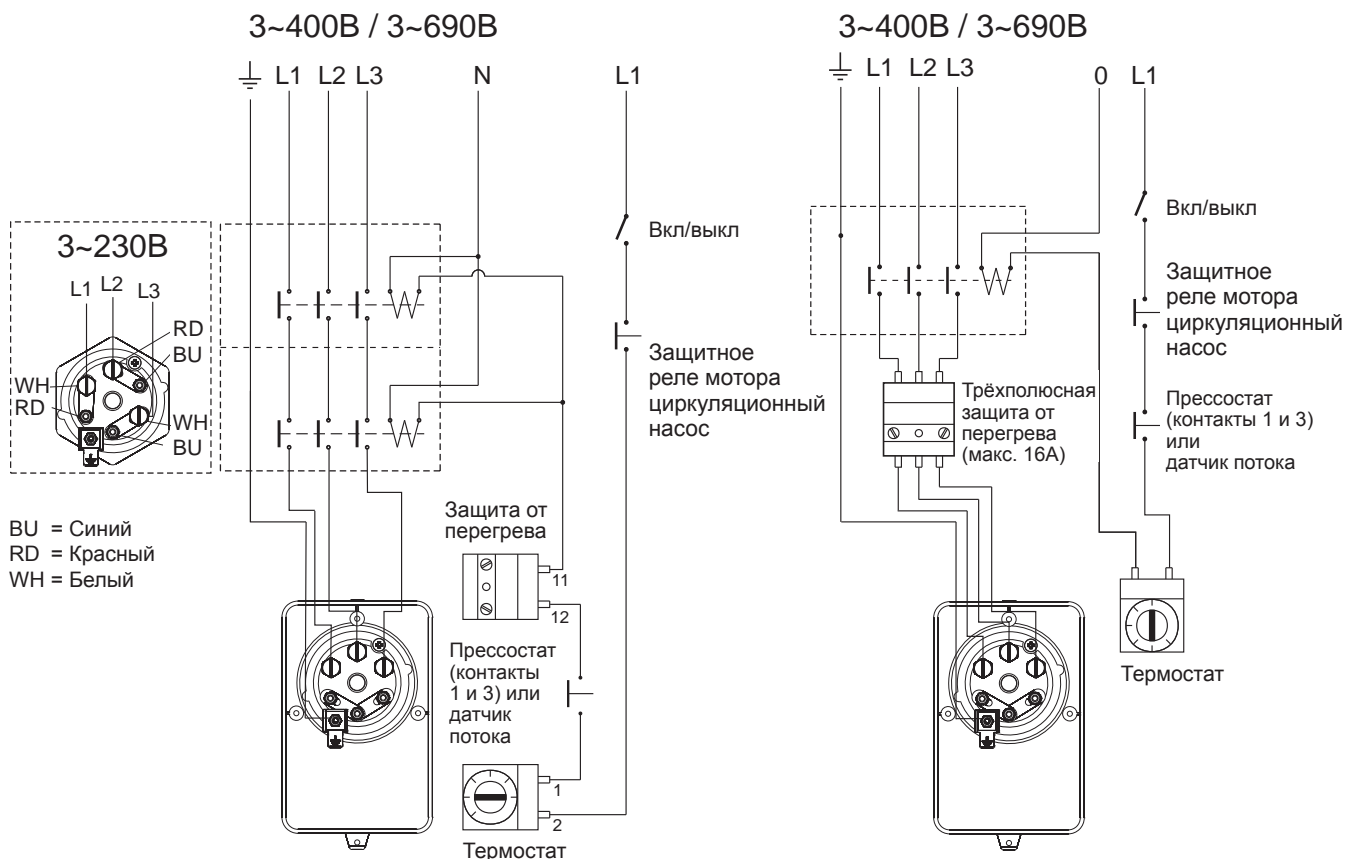 3~400В / 3~690В
L1 L2 L3 N L1
Вкл/выкл
Защитное
реле мотора
циркуляционный
насос
3~230В
L1 L2 L3
RD
BU
WH
RD
WH
BU
BU = Синий
RD = Красный
WH = Белый
Защита от
перегрева
11
12
Прессостат
(контакты
1 и 3) или
датчик
потока
1
2
Термостат
3~400В / 3~690В
L1 L2 L3 0 L1
Вкл/выкл
Защитное
реле мотора
циркуляционный
насос
Трёхполюсная
защита от
перегрева
(макс. 16А)
Прессостат
(контакты 1 и 3)
или
датчик потока
Термостат